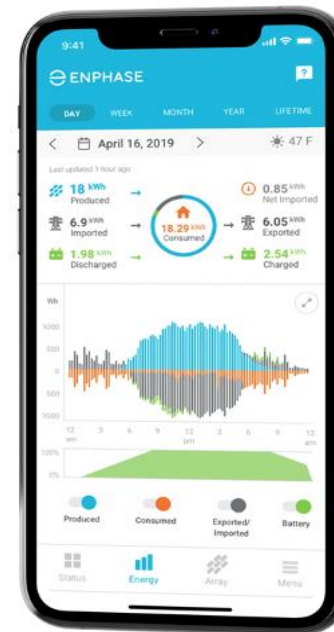 9:41
ENPHASE
?
DAY WEEK MONTH YEAR LIFETIME
< April 16, 2019 > 47 F
Last updated 1 hour ago
18 kWh
Produced
0.85 kWh
Net Imported
6.9 kWh
Imported
18.29 kWh
Consumed
6.05 kWh
Exported
1.98 kWh
Discharged
2.54 kWh
Charged
Wh
1000
500
0
500
1000
12 am 3 6 9 12 pm 3 6 9 12 am
100%
0%
Produced Consumed Exported/ Imported Battery
Status Energy Array Menu